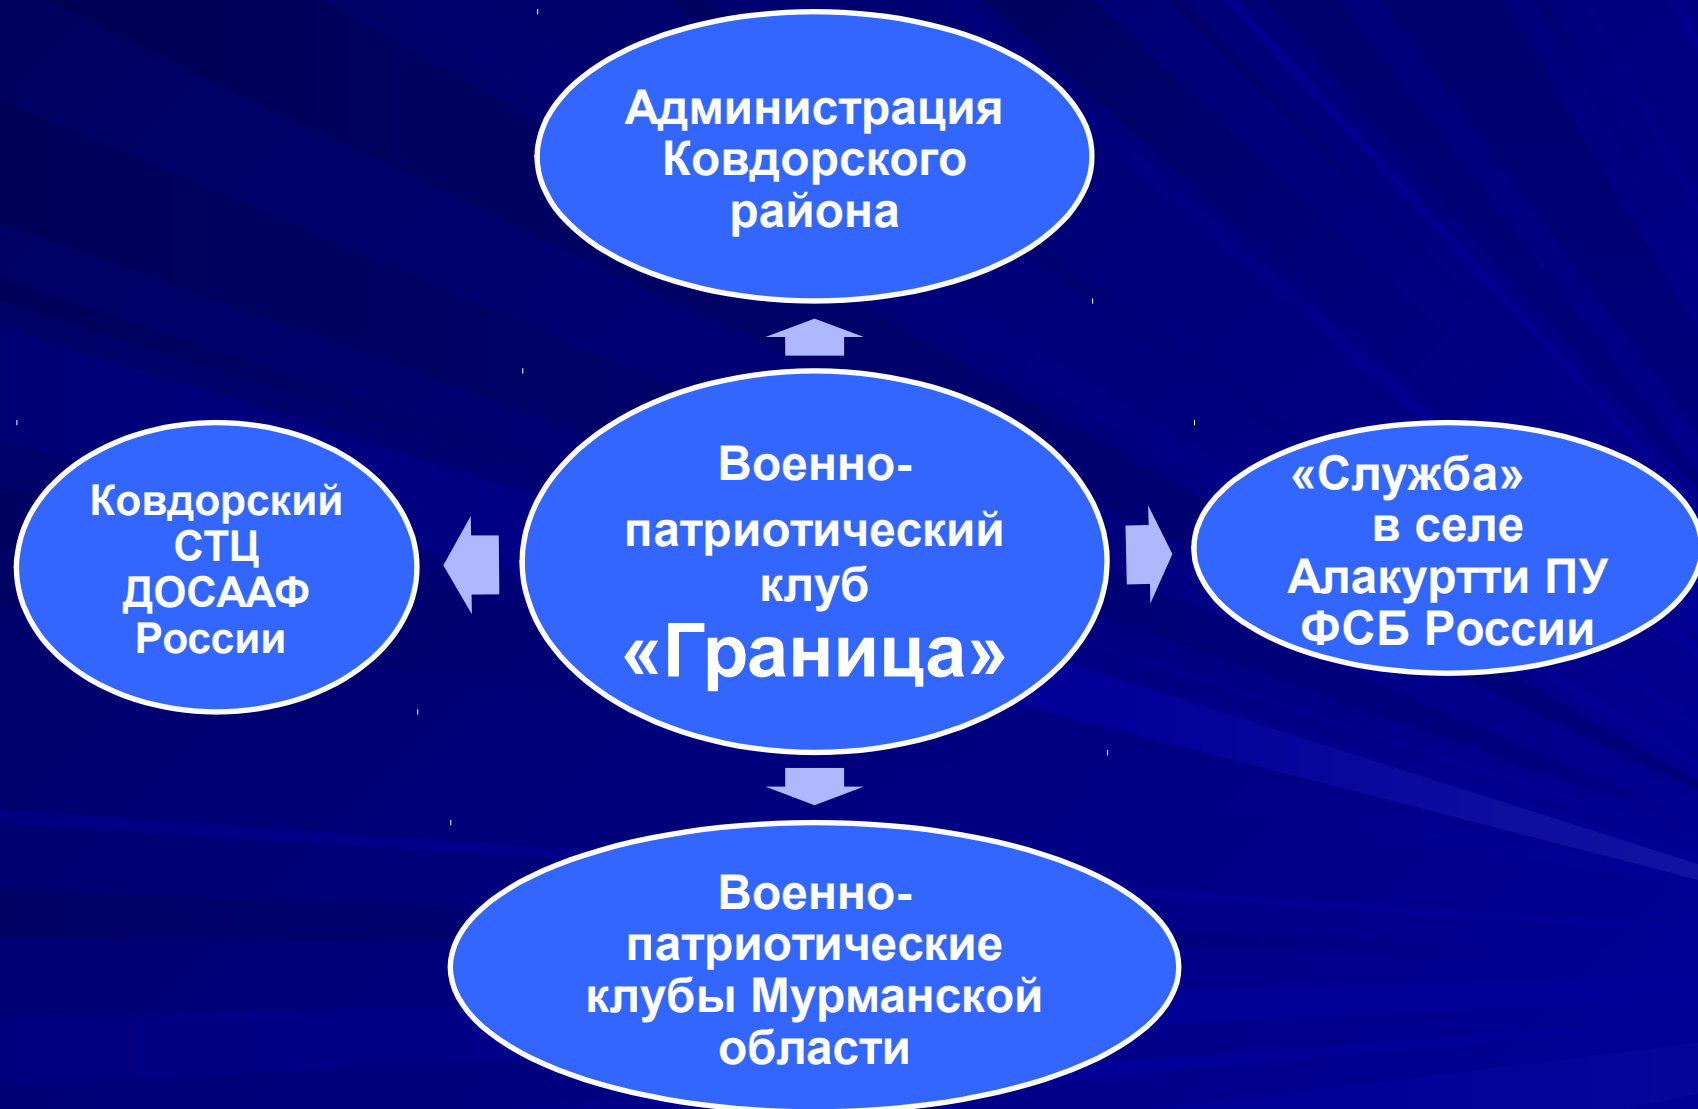 Администрация
Ковдорского
района
Ковдорский
СТЦ
ДОСААФ
России
Военно-
патриотический
клуб
«Граница»
«Служба»
в селе
Алакуртти ПУ
ФСБ России
Военно-
патриотические
клубы Мурманской
области